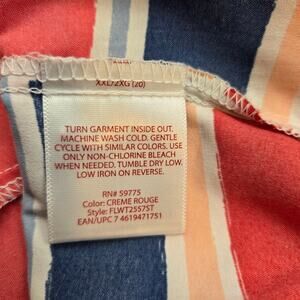 XXL/2XG (20)
TURN GARMENT INSIDE OUT.
MACHINE WASH COLD. GENTLE
CYCLE WITH SIMILAR COLORS. USE
ONLY NON-CHLORINE BLEACH
WHEN NEEDED. TUMBLE DRY LOW.
LOW IRON ON REVERSE.
RN# 59775
Color: CREME ROUGE
Style: FLWT2557ST
EAN/UPC 7 4619471751